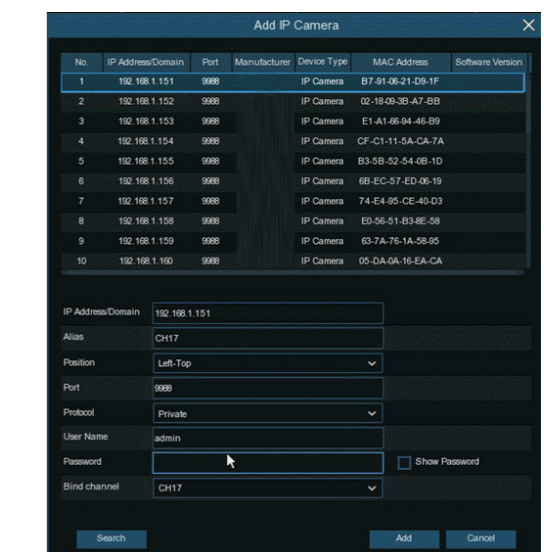 Add IP Camera
No. IP Address/Domain Port Manufacturer Device Type MAC Address Software Version
1 192.168.1.151 9988 IP Camera B7-91-06-21-D9-1F
2 192.168.1.152 9988 IP Camera 02-18-09-3B-A7-BB
3 192.168.1.153 9988 IP Camera E1-A1-66-94-46-B9
4 192.168.1.154 9988 IP Camera CF-C1-11-5A-CA-7A
5 192.168.1.155 9988 IP Camera B3-5B-52-54-0B-1D
6 192.168.1.156 9988 IP Camera 6B-EC-57-ED-06-19
7 192.168.1.157 9988 IP Camera 74-E4-95-CE-40-D3
8 192.168.1.158 9988 IP Camera E0-56-51-B3-8E-58
9 192.168.1.159 9988 IP Camera 63-7A-76-1A-58-95
10 192.168.1.160 9988 IP Camera 05-DA-0A-16-EA-CA
IP Address/Domain 192.168.1.151
Alias CH17
Position Left-Top
Port 9988
Protocol Private
User Name admin
Password Show Password
Bind channel CH17
Search Add Cancel